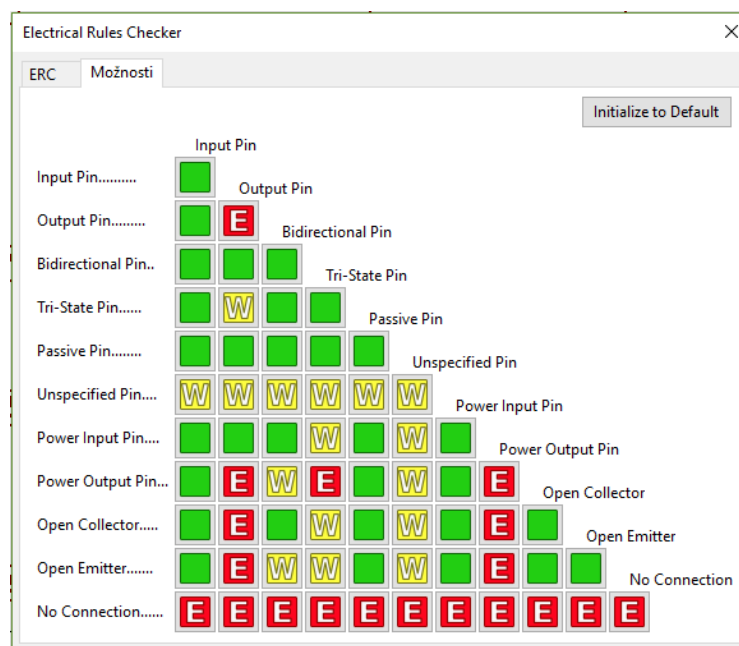 Electrical Rules Checker
ERC Možnosti
Initialize to Default
Input Pin
Input Pin..........
Output Pin
Output Pin......... E
Bidirectional Pin
Bidirectional Pin..
Tri-State Pin
Tri-State Pin...... W
Passive Pin
Passive Pin........
Unspecified Pin
Unspecified Pin.... W W W W W W
Power Input Pin
Power Input Pin.... W W
Power Output Pin
Power Output Pin... E W E W E
Open Collector
Open Collector..... E W W E
Open Emitter
Open Emitter....... E W W W E
No Connection
No Connection...... E E E E E E E E E E E